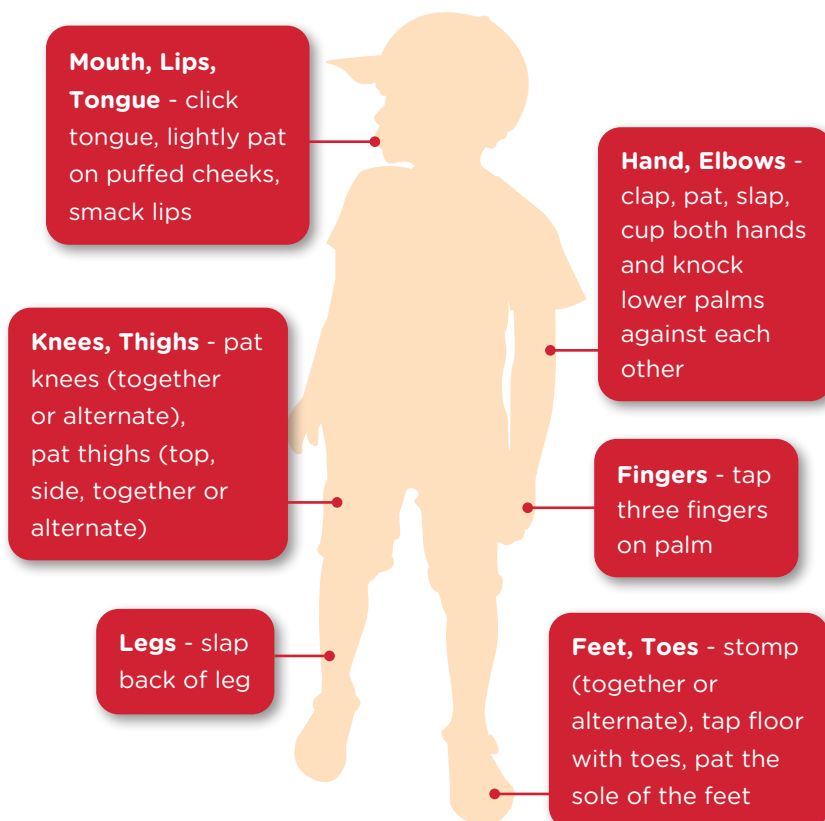 Mouth, Lips,
Tongue - click
tongue, lightly pat
on puffed cheeks,
smack lips
Hand, Elbows -
clap, pat, slap,
cup both hands
and knock
lower palms
against each
other
Knees, Thighs - pat
knees (together
or alternate),
pat thighs (top,
side, together or
alternate)
Fingers - tap
three fingers
on palm
Legs - slap
back of leg
Feet, Toes - stomp
(together or
alternate), tap floor
with toes, pat the
sole of the feet